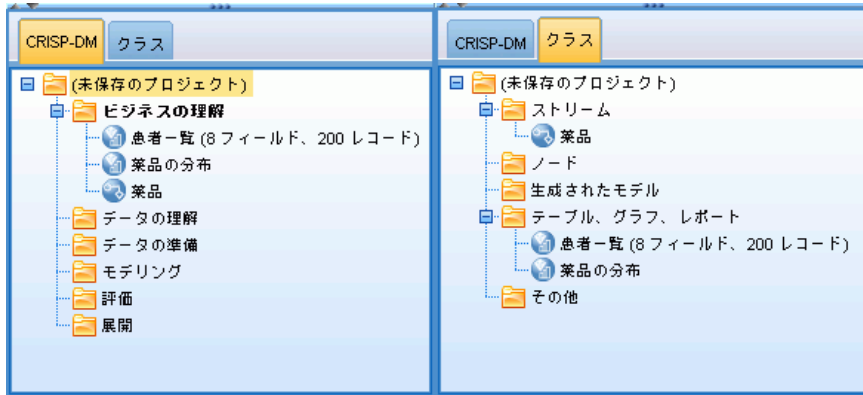 CRISP-DM クラス
(未保存のプロジェクト)
ビジネスの理解
患者一覧 (8 フィールド、200 レコード)
薬品の分布
薬品
データの理解
データの準備
モデリング
評価
展開
CRISP-DM クラス
(未保存のプロジェクト)
ストリーム
薬品
ノード
生成されたモデル
テーブル、グラフ、レポート
患者一覧 (8 フィールド、200 レコード)
薬品の分布
その他